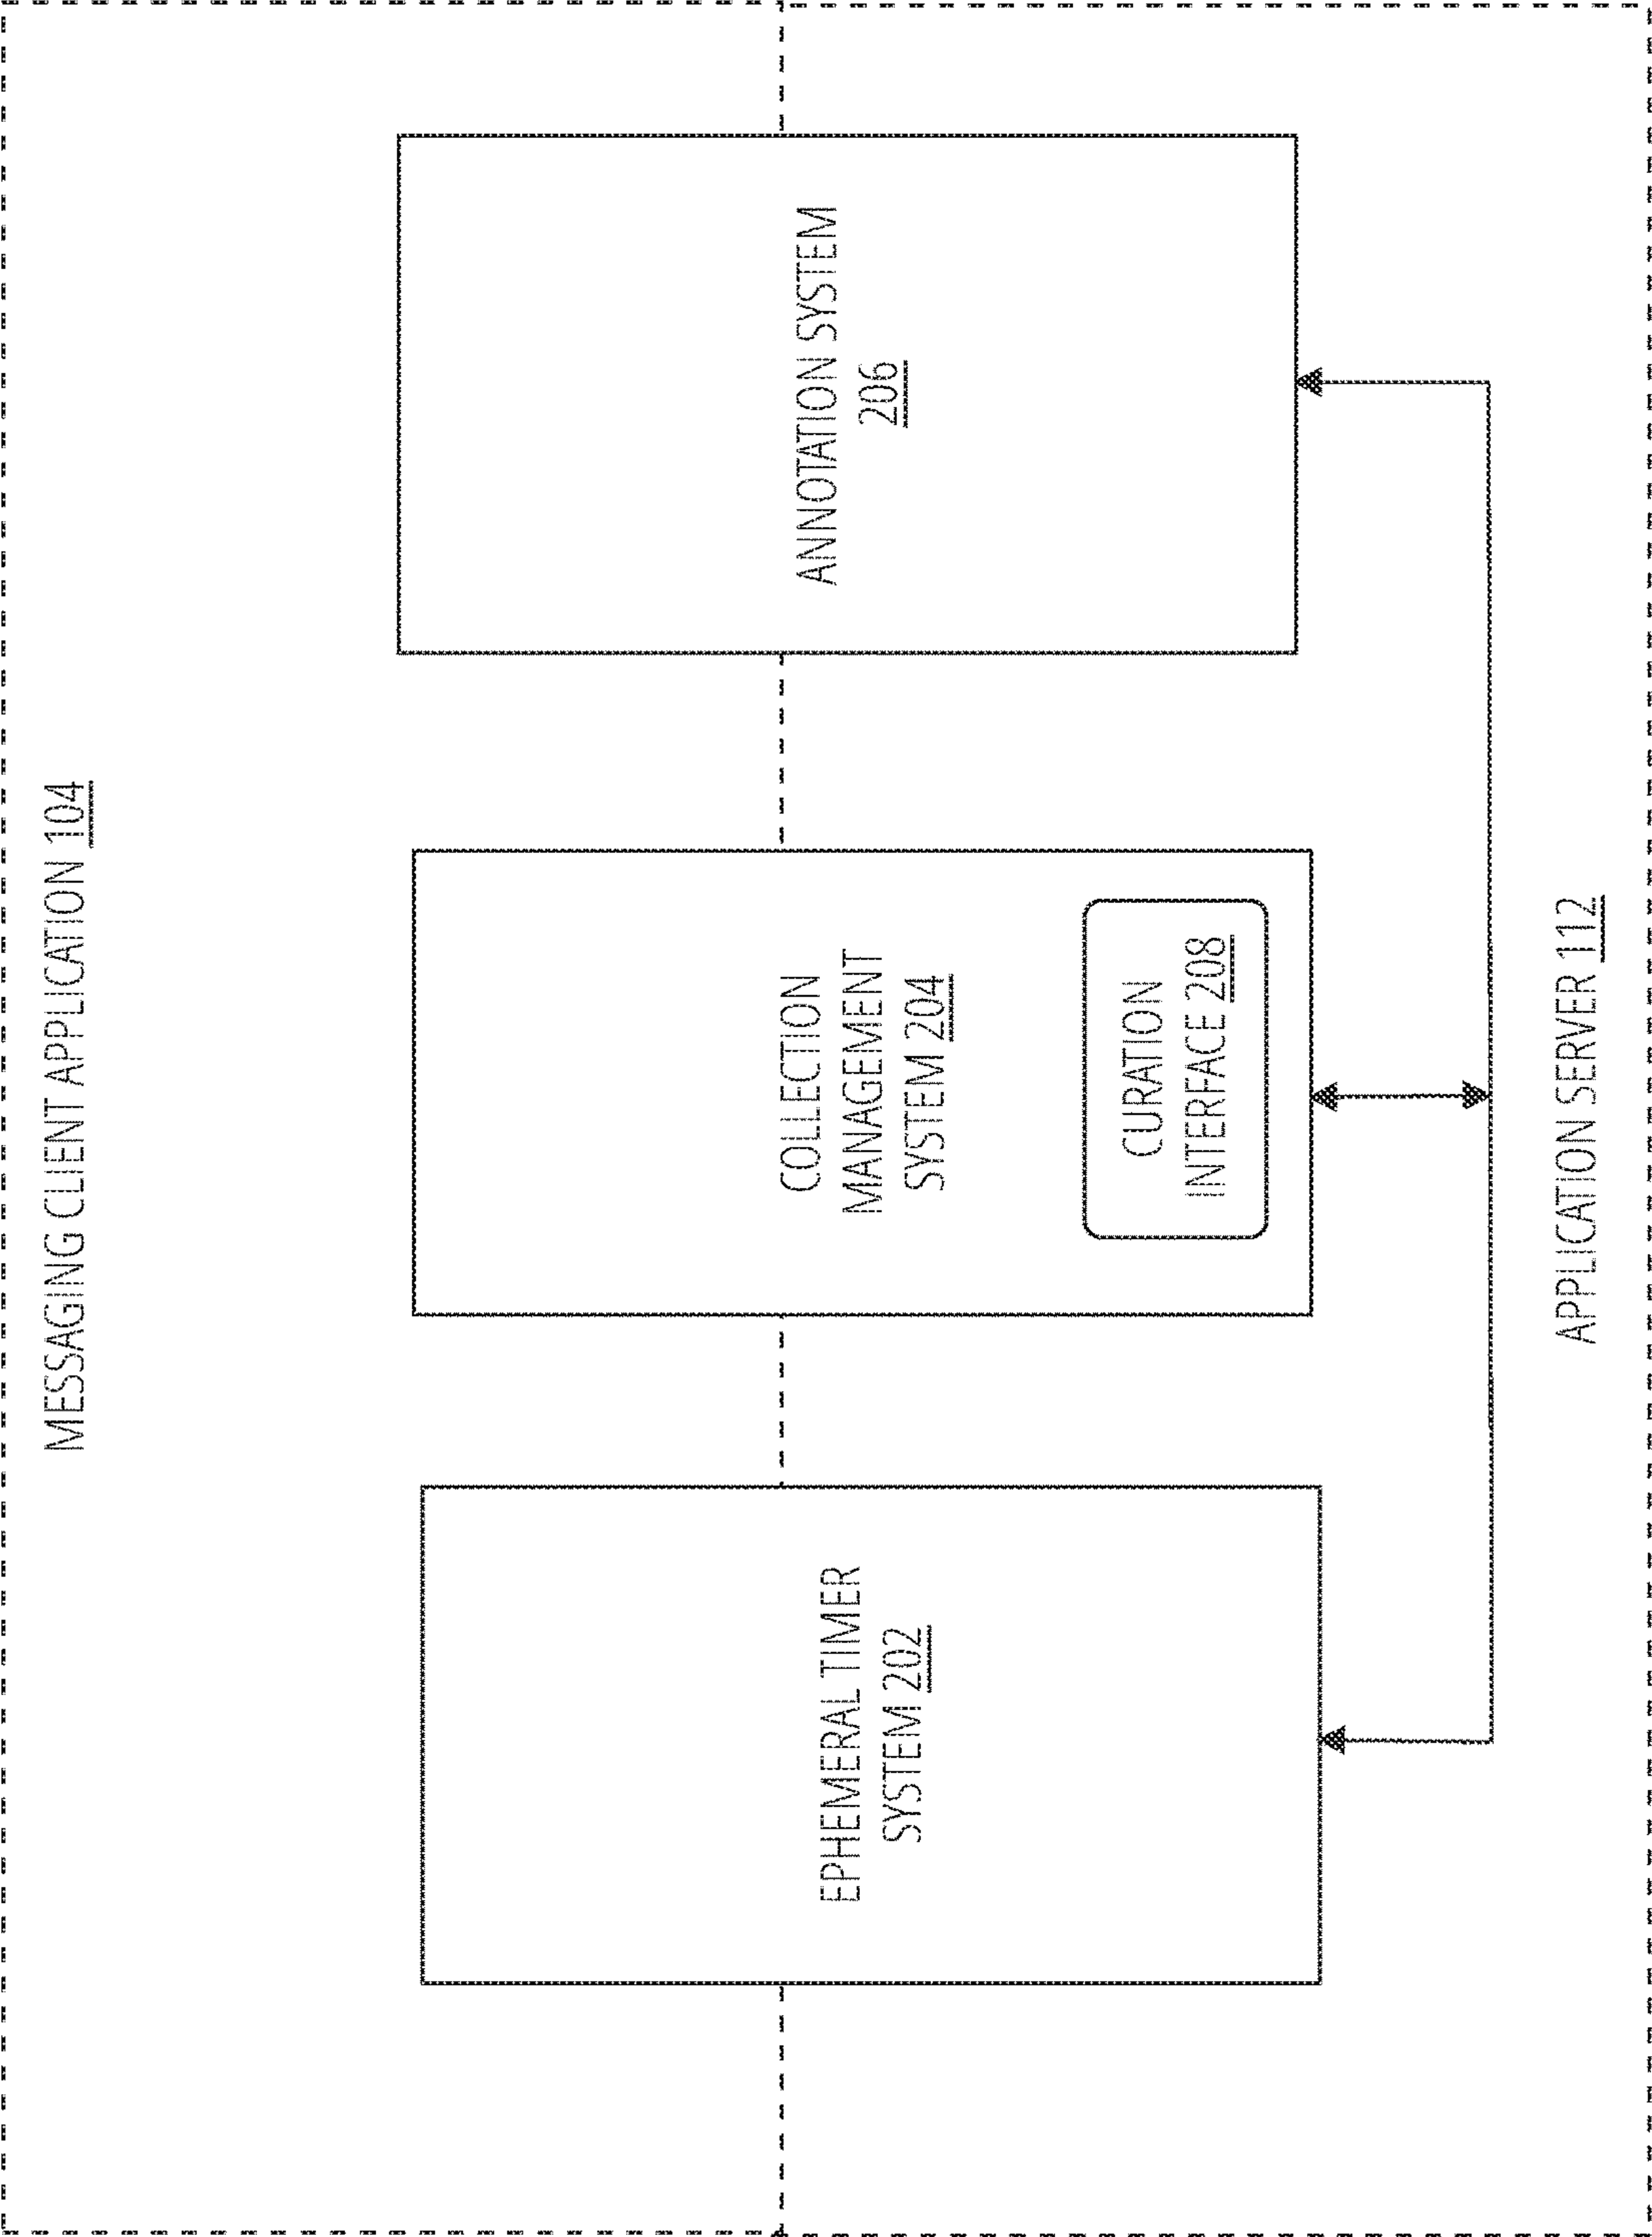 MESSAGING CLIENT APPLICATION 104
EPHEMERAL TIMER
SYSTEM 202
COLLECTION
MANAGEMENT
SYSTEM 204
CURATION
INTERFACE 208
ANNOTATION SYSTEM
206
APPLICATION SERVER 112